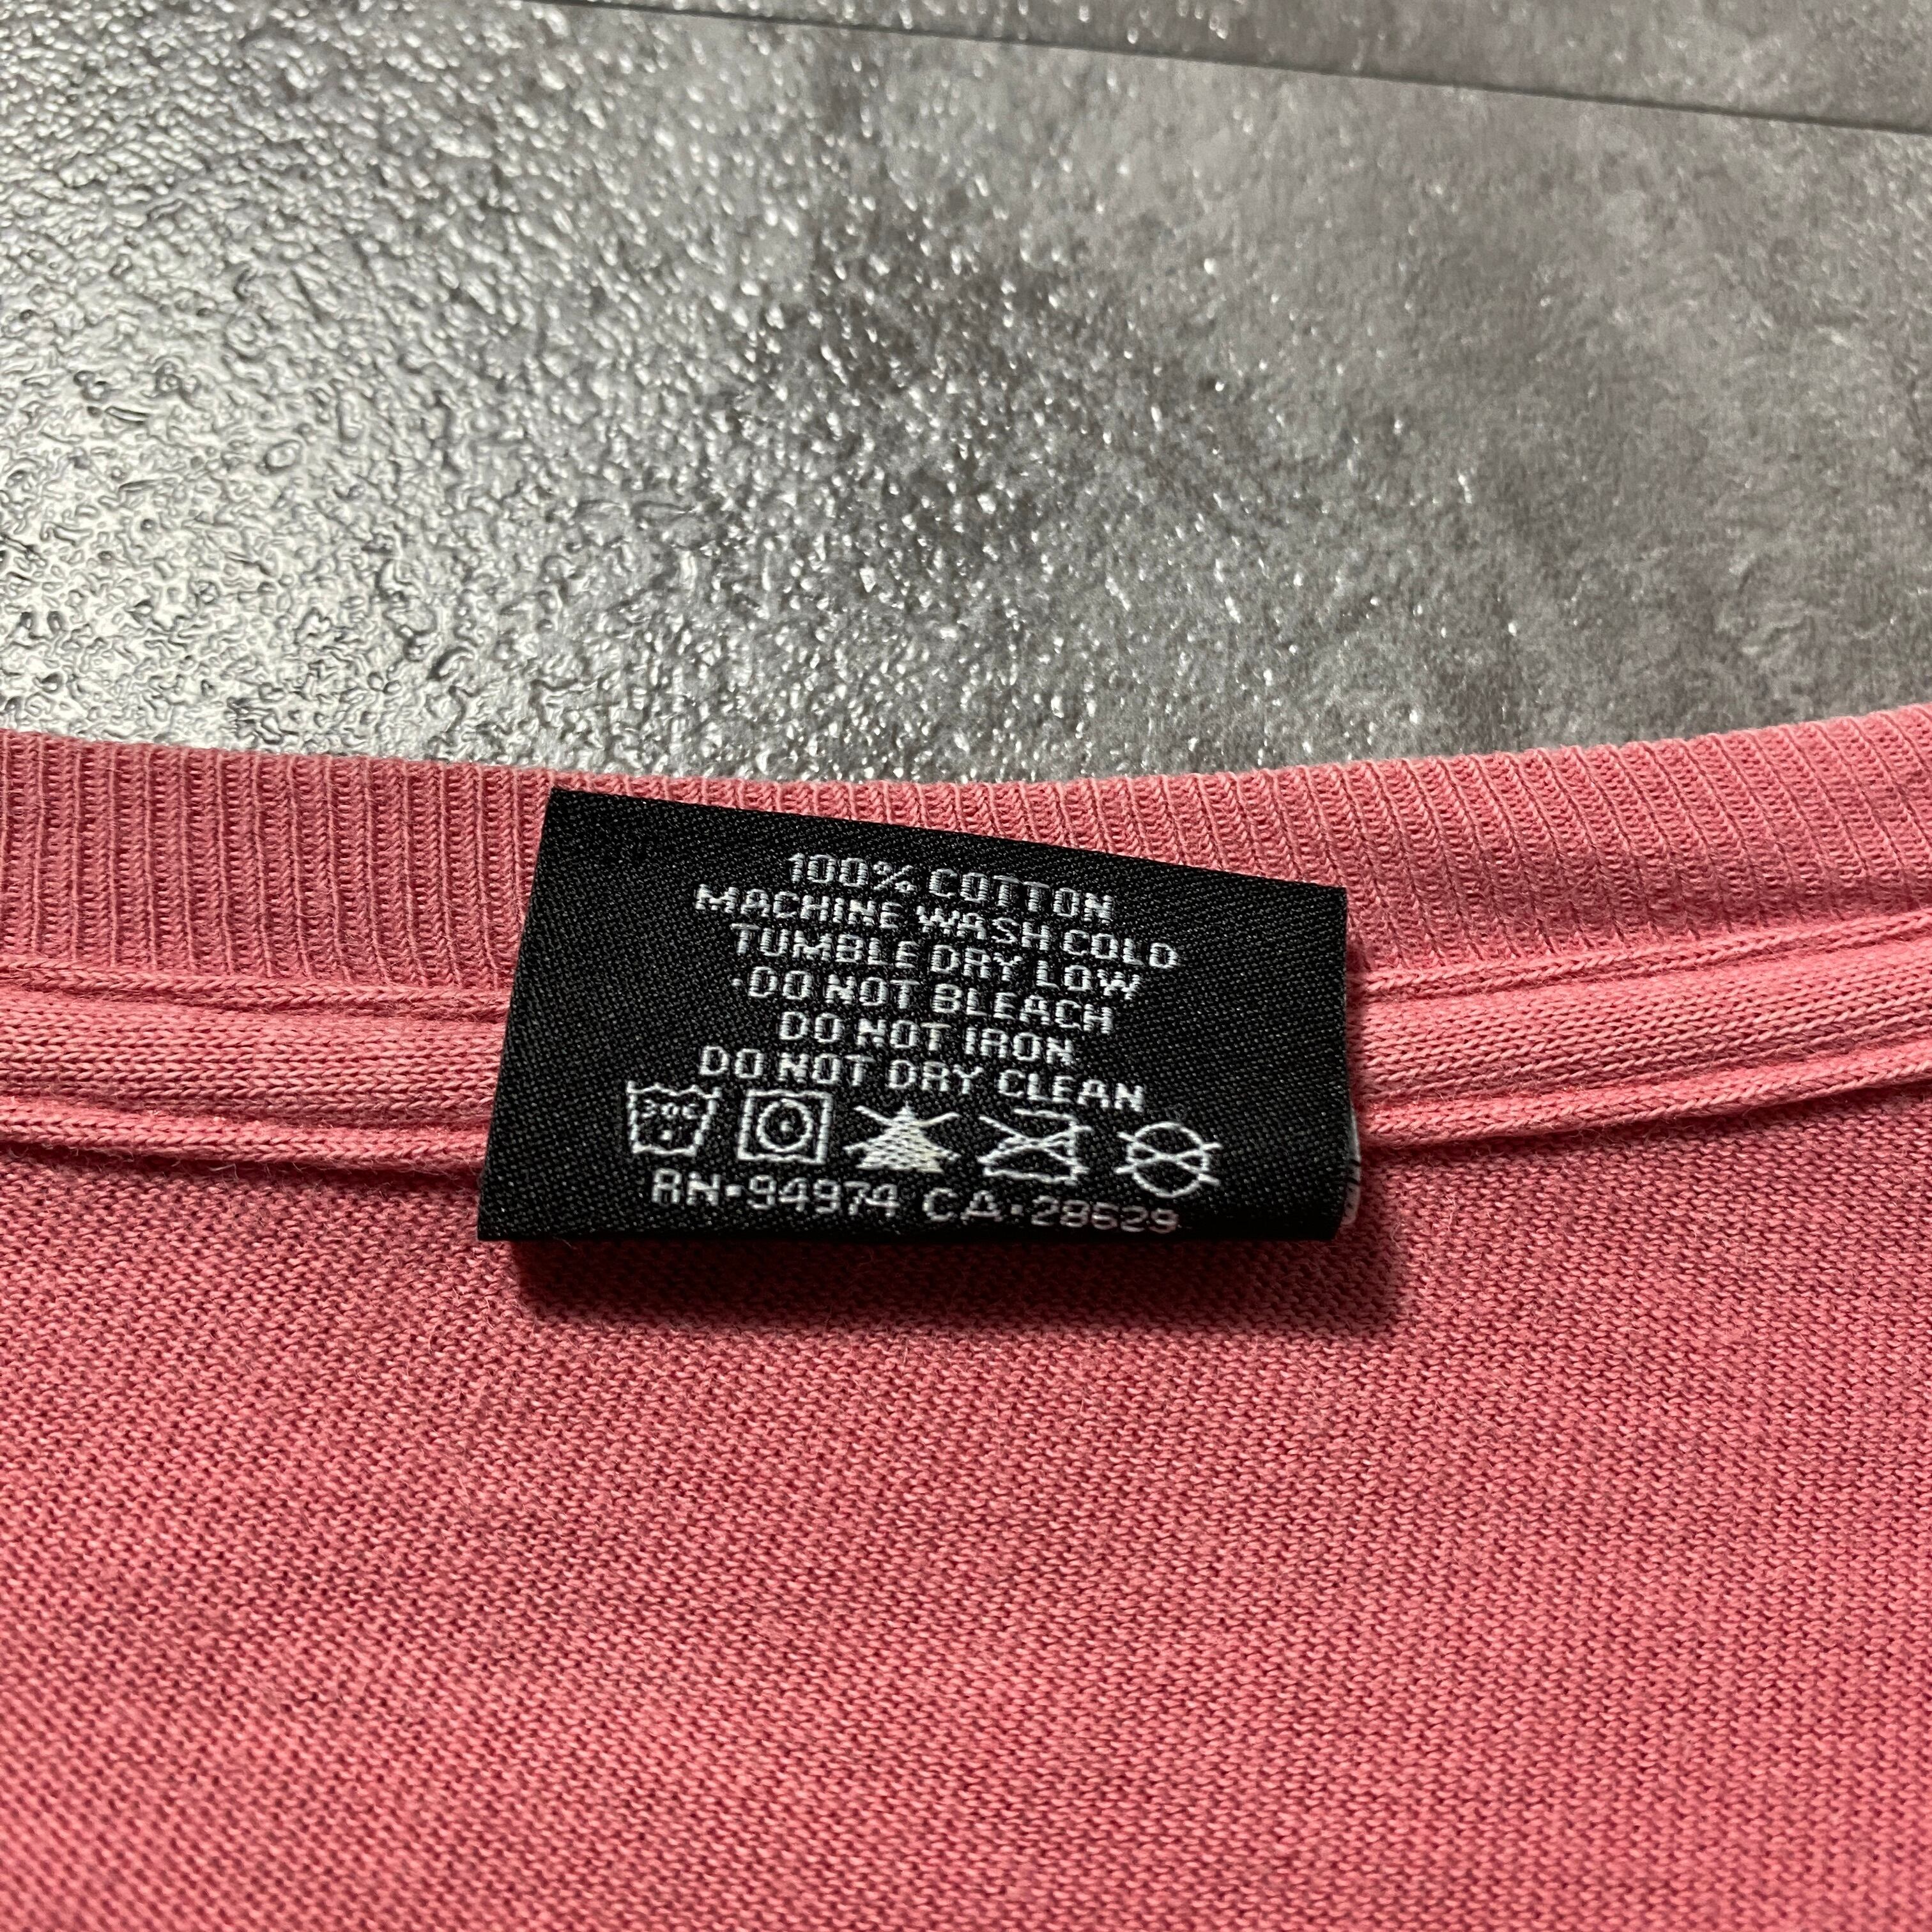 100% COTTON
MACHINE WASH COLD
TUMBLE DRY LOW
·DO NOT BLEACH
DO NOT IRON
DO NOT DRY CLEAN
30C
RN·94974 CA·28629